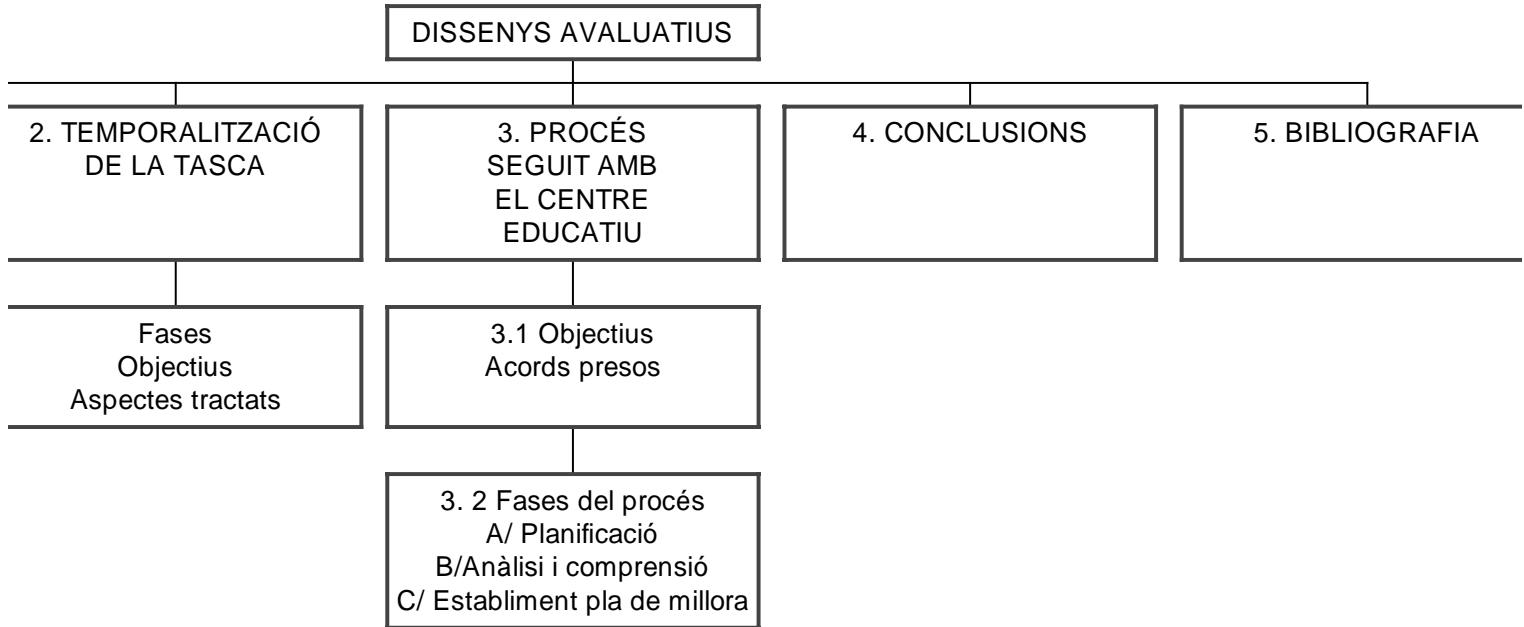 DISSENYS AVALUATIUS
2. TEMPORALITZACIÓ
DE LA TASCA
3. PROCÉS
SEGUIT AMB
EL CENTRE
EDUCATIU
4. CONCLUSIONS
5. BIBLIOGRAFIA
Fases
Objectius
Aspectes tractats
3.1 Objectius
Acords presos
3. 2 Fases del procés
A/ Planificació
B/Anàlisi i comprensió
C/ Establiment pla de millora